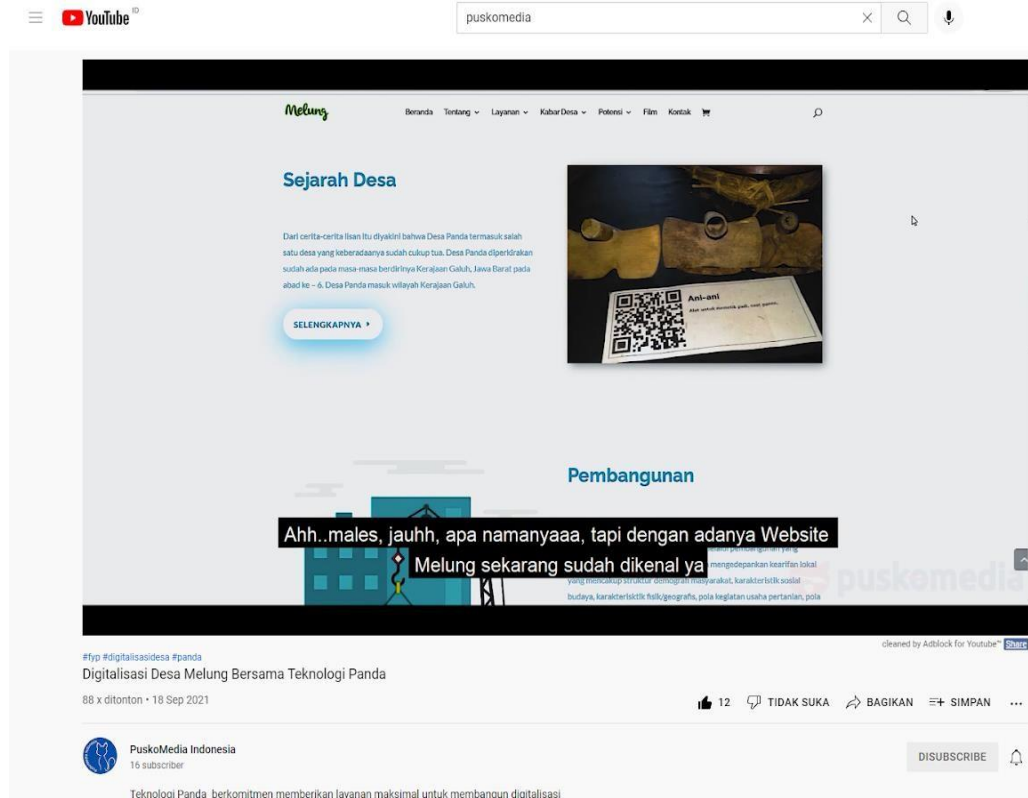 YouTube ID
puskomedia
Melung
Beranda Tentang Layanan Kabar Desa Potensi Film Kontak
Sejarah Desa
Dari cerita-cerita lisan itu diyakini bahwa Desa Panda termasuk salah
satu desa yang keberadaanya sudah cukup tua. Desa Panda diperkirakan
sudah ada pada masa-masa berdirinya Kerajaan Galuh, Jawa Barat pada
abad ke – 6. Desa Panda masuk wilayah Kerajaan Galuh.
SELENGKAPNYA
Ani-ani
Pembangunan
Ahh..males, jauhh, apa namanyaaa, tapi dengan adanya Website
Melung sekarang sudah dikenal ya
mengedepankan kearifan lokal
yang mencakup struktur demografi masyarakat, karakteristik sosial
budaya, karakterisktik fisik/geografis, pola kegiatan usaha pertanian, pola
puskomedia
cleaned by Adblock for Youtube™ Share
#fyp #digitalisasidesa #panda
Digitalisasi Desa Melung Bersama Teknologi Panda
88 x ditonton • 18 Sep 2021
12 TIDAK SUKA BAGIKAN SIMPAN
PuskoMedia Indonesia
16 subscriber
DISUBSCRIBE
Teknologi Panda berkomitmen memberikan layanan maksimal untuk membangun digitalisasi